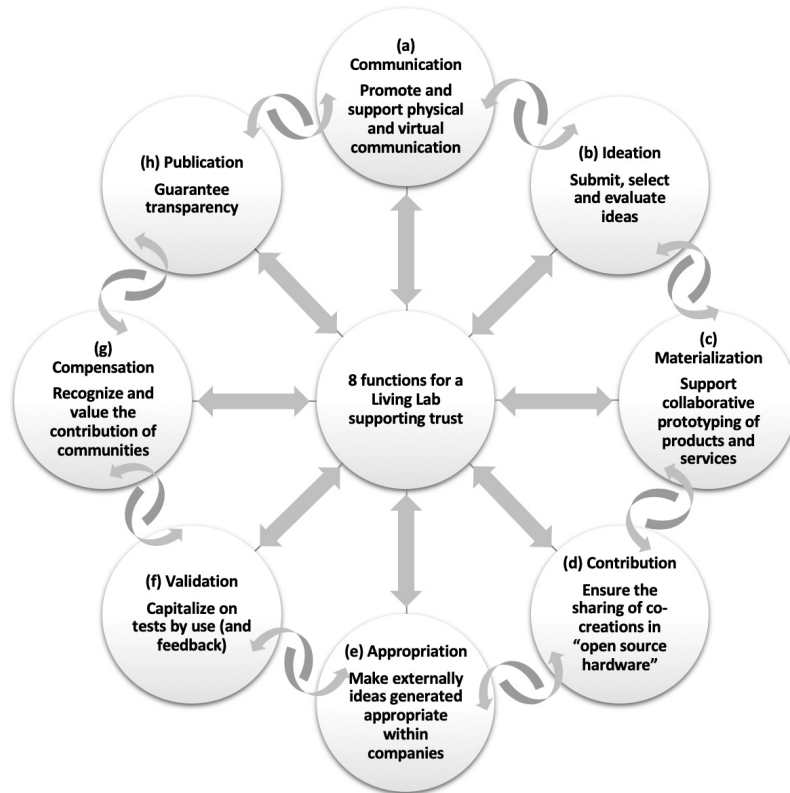 (a)
Communication
Promote and
support physical
and virtual
communication
(b) Ideation
Submit, select
and evaluate
ideas
(c)
Materialization
Support
collaborative
prototyping of
products and
services
(d) Contribution
Ensure the
sharing of co-
creations in
“open source
hardware”
(e) Appropriation
Make externally
ideas generated
appropriate
within
companies
(f) Validation
Capitalize on
tests by use (and
feedback)
(g)
Compensation
Recognize and
value the
contribution of
communities
(h) Publication
Guarantee
transparency
8 functions for a
Living Lab
supporting trust